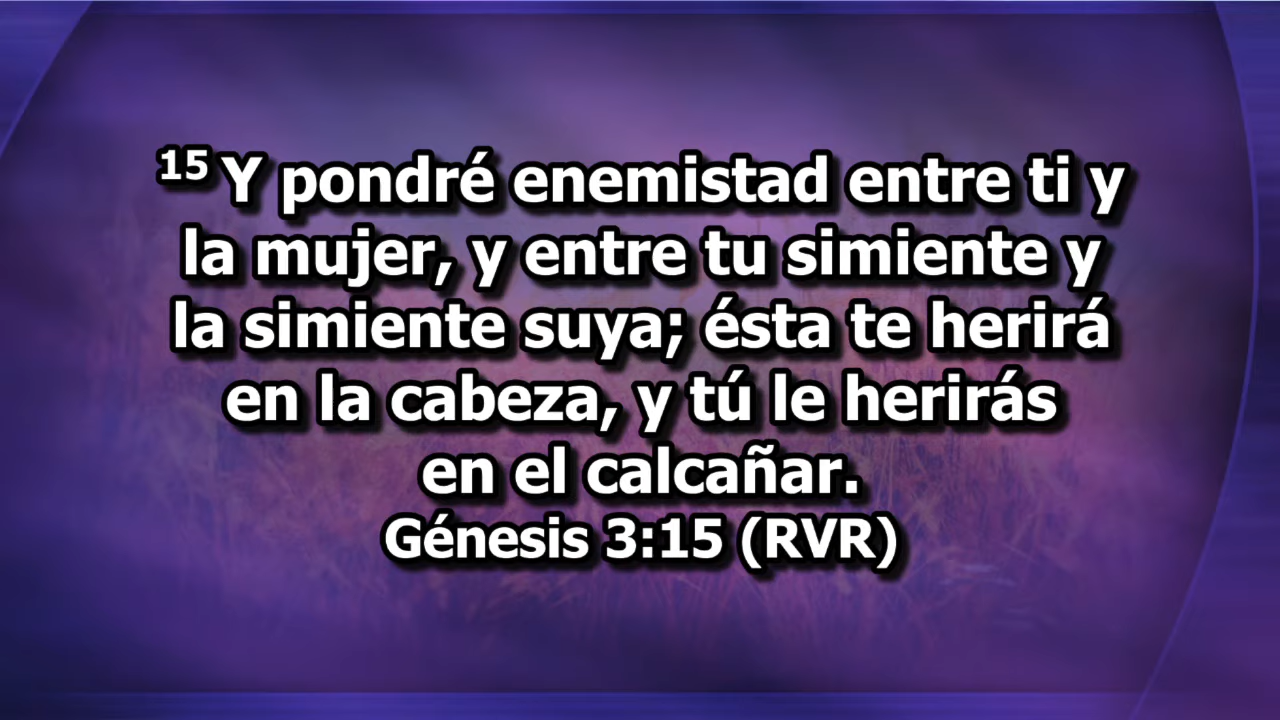 15 Y pondré enemistad entre ti y
la mujer, y entre tu simiente y
la simiente suya; ésta te herirá
en la cabeza, y tú le herirás
en el calcañar.
Génesis 3:15 (RVR)